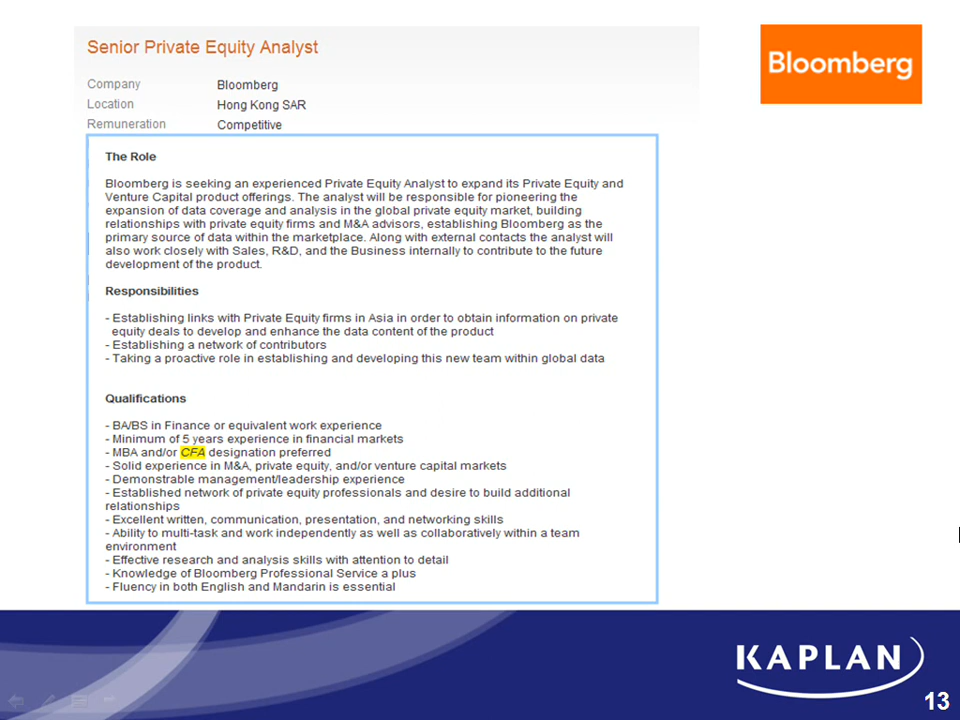 Senior Private Equity Analyst
Bloomberg
Company Bloomberg
Location Hong Kong SAR
Remuneration Competitive
The Role
Bloomberg is seeking an experienced Private Equity Analyst to expand its Private Equity and
Venture Capital product offerings. The analyst will be responsible for pioneering the
expansion of data coverage and analysis in the global private equity market, building
relationships with private equity firms and M&A advisors, establishing Bloomberg as the
primary source of data within the marketplace. Along with external contacts the analyst will
also work closely with Sales, R&D, and the Business internally to contribute to the future
development of the product.
Responsibilities
- Establishing links with Private Equity firms in Asia in order to obtain information on private
equity deals to develop and enhance the data content of the product
- Establishing a network of contributors
- Taking a proactive role in establishing and developing this new team within global data
Qualifications
- BA/BS in Finance or equivalent work experience
- Minimum of 5 years experience in financial markets
- MBA and/or CFA designation preferred
- Solid experience in M&A, private equity, and/or venture capital markets
- Demonstrable management/leadership experience
- Established network of private equity professionals and desire to build additional
relationships
- Excellent written, communication, presentation, and networking skills
- Ability to multi-task and work independently as well as collaboratively within a team
environment
- Effective research and analysis skills with attention to detail
- Knowledge of Bloomberg Professional Service a plus
- Fluency in both English and Mandarin is essential
KAPLAN
13